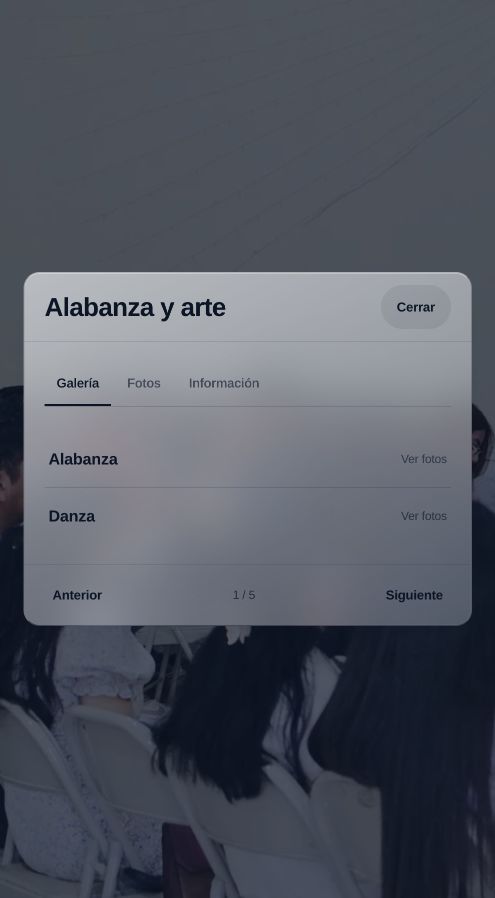 Alabanza y arte
Cerrar
Galería
Fotos
Información
Alabanza
Ver fotos
Danza
Ver fotos
Anterior
1 / 5
Siguiente